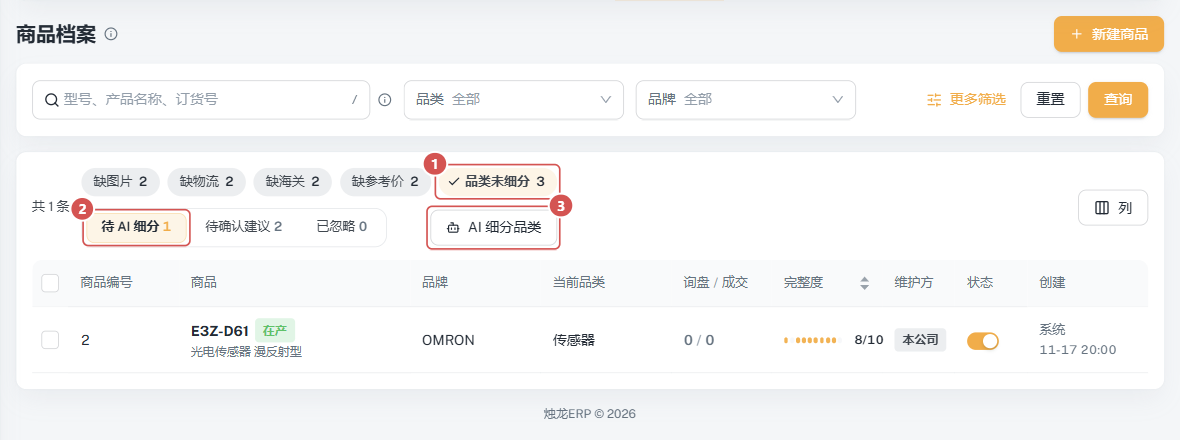 商品档案
新建商品
型号、产品名称、订货号 /
品类 全部
品牌 全部
更多筛选
重置
查询
共 1 条
缺图片 2
缺物流 2
缺海关 2
缺参考价 2
1
品类未细分 3
2
待 AI 细分 1
待确认建议 2
已忽略 0
3
AI 细分品类
列
商品编号 商品 品牌 当前品类 询盘 / 成交 完整度 维护方 状态 创建
2 E3Z-D61 在产 OMRON 传感器 0 / 0 8/10 本公司 系统
光电传感器 漫反射型 11-17 20:00
烛龙ERP © 2026